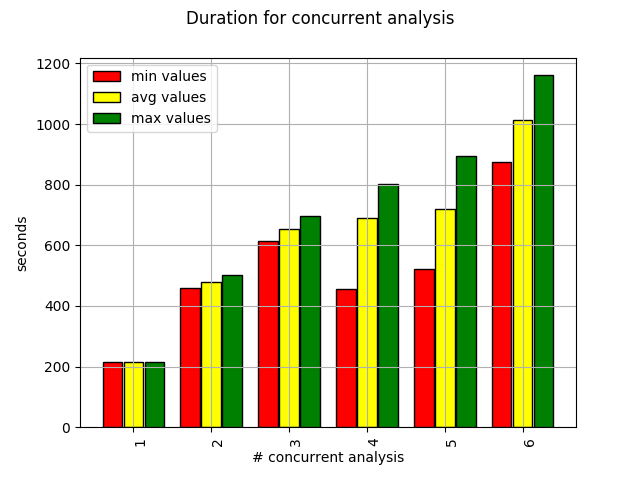 Duration for concurrent analysis
1200
1000
800
600
400
200
0
seconds
min values
avg values
max values
1 2 3 4 5 6
# concurrent analysis